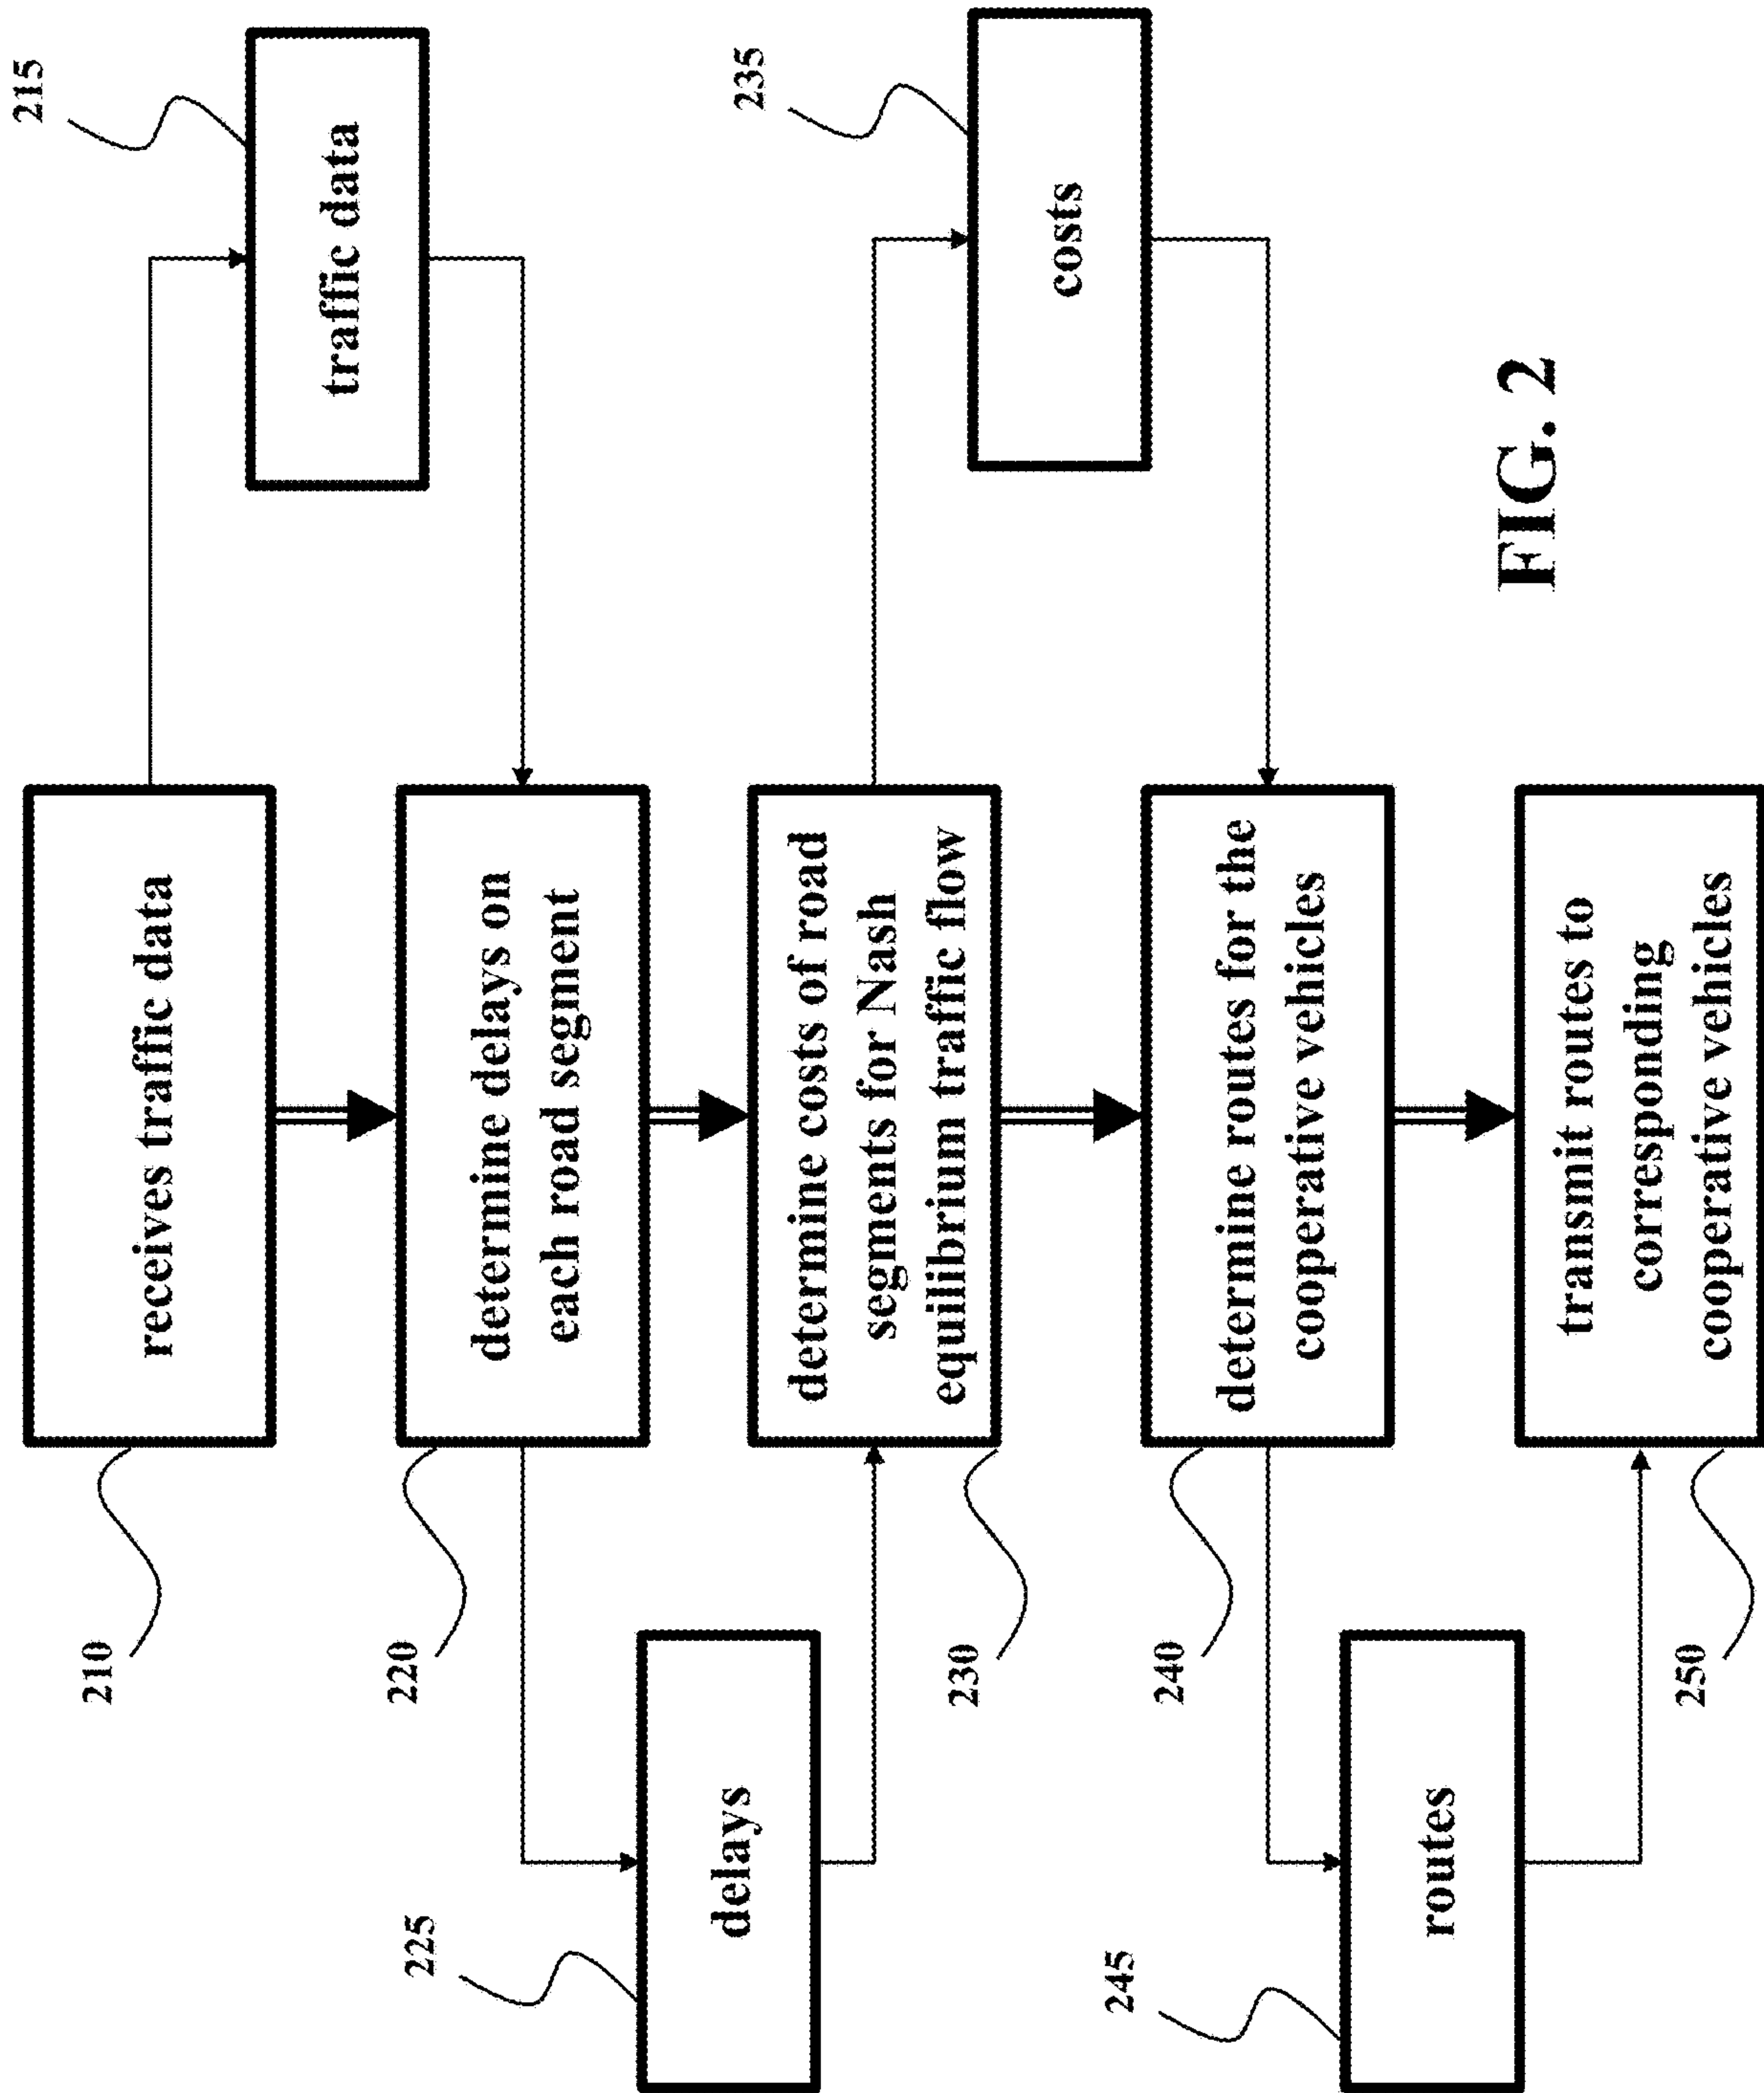 210
receives traffic data
215
traffic data
220
determine delays on
each road segment
225
delays
230
determine costs of road
segments for Nash
equilibrium traffic flow
235
costs
240
determine routes for the
cooperative vehicles
245
routes
250
transmit routes to
corresponding
cooperative vehicles
FIG. 2